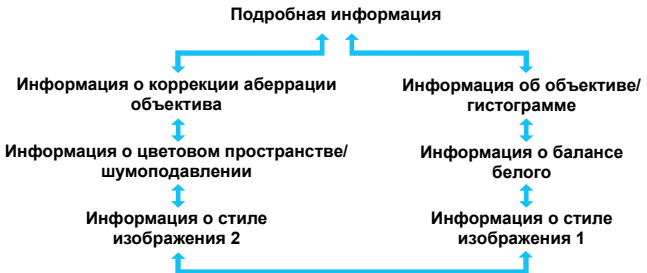 Подробная информация
Информация о коррекции аберрации
объектива
Информация об объективе/
гистограмме
Информация о цветовом пространстве/
шумоподавлении
Информация о балансе
белого
Информация о стиле
изображения 2
Информация о стиле
изображения 1